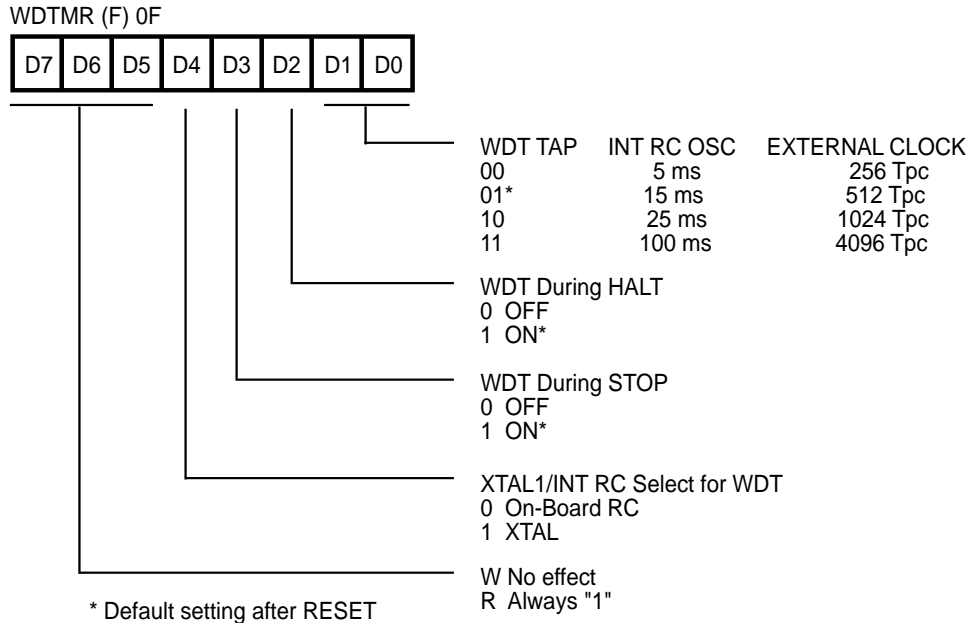 WDTMR (F) 0F
D7 D6 D5 D4 D3 D2 D1 D0
WDT TAP INT RC OSC EXTERNAL CLOCK
00 5 ms 256 Tpc
01* 15 ms 512 Tpc
10 25 ms 1024 Tpc
11 100 ms 4096 Tpc
WDT During HALT
0 OFF
1 ON*
WDT During STOP
0 OFF
1 ON*
XTAL1/INT RC Select for WDT
0 On-Board RC
1 XTAL
W No effect
R Always "1"
* Default setting after RESET